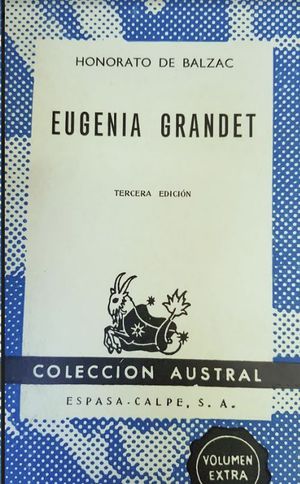 HONORATO DE BALZAC
EUGENIA GRANDET
TERCERA EDICIÓN
COLECCION AUSTRAL
ESPASA-CALPE, S. A.
VOLUMEN
EXTRA